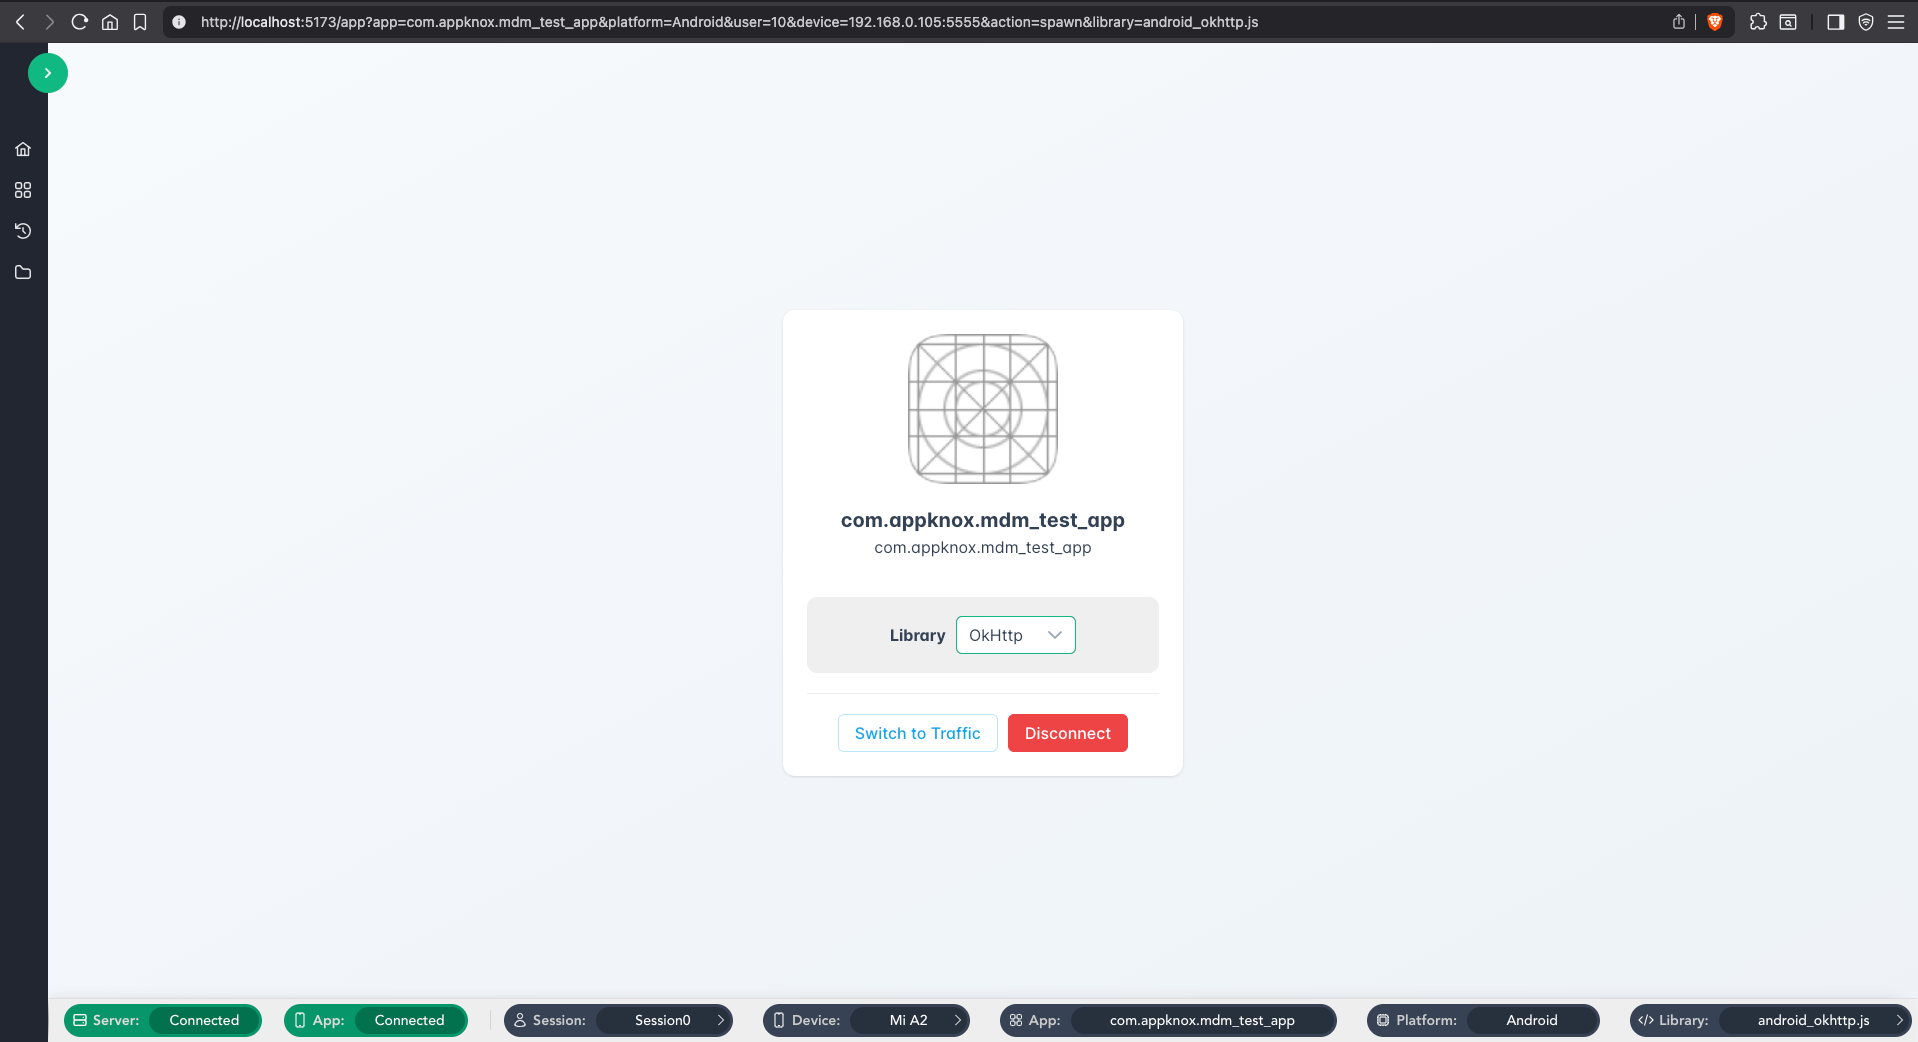 http://localhost:5173/app?app=com.appknox.mdm_test_app&platform=Android&user=10&device=192.168.0.105:5555&action=spawn&library=android_okhttp.js
com.appknox.mdm_test_app
com.appknox.mdm_test_app
Library OkHttp
Switch to Traffic Disconnect
Server: Connected App: Connected Session: Session0 Device: Mi A2 App: com.appknox.mdm_test_app Platform: Android Library: android_okhttp.js